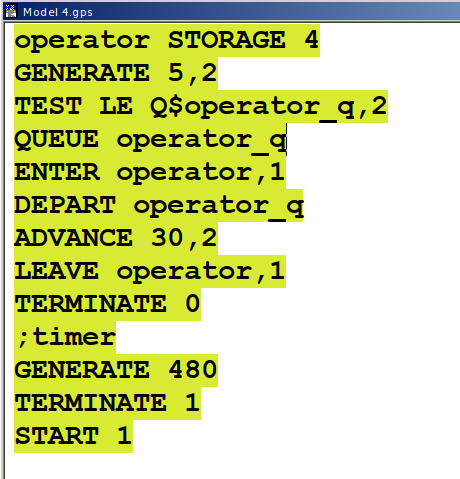 Model 4.gps
operator STORAGE 4
GENERATE 5,2
TEST LE Q$operator_q,2
QUEUE operator_q
ENTER operator,1
DEPART operator_q
ADVANCE 30,2
LEAVE operator,1
TERMINATE 0
;timer
GENERATE 480
TERMINATE 1
START 1